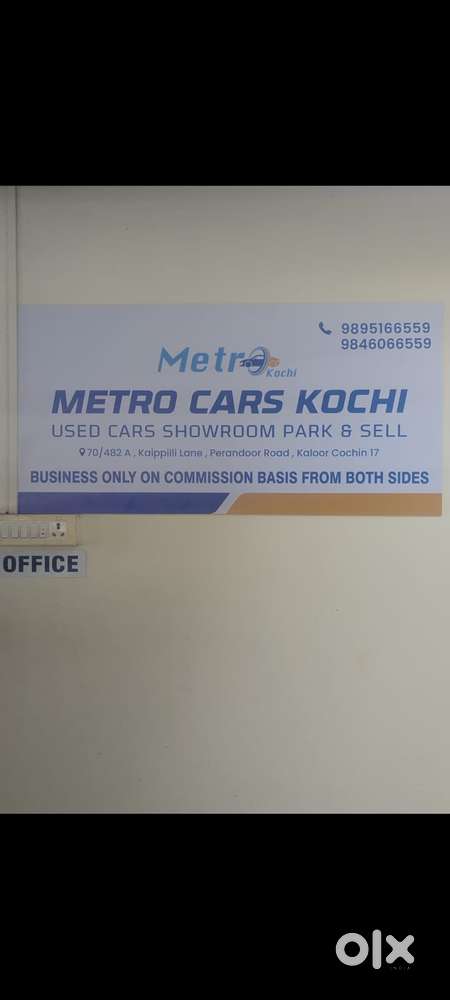 9895166559
9846066559
Metro
Kochi
METRO CARS KOCHI
USED CARS SHOWROOM PARK & SELL
70/482 A , Kaippilli Lane , Perandoor Road , Kaloor Cochin 17
BUSINESS ONLY ON COMMISSION BASIS FROM BOTH SIDES
OFFICE
olx
INDIA